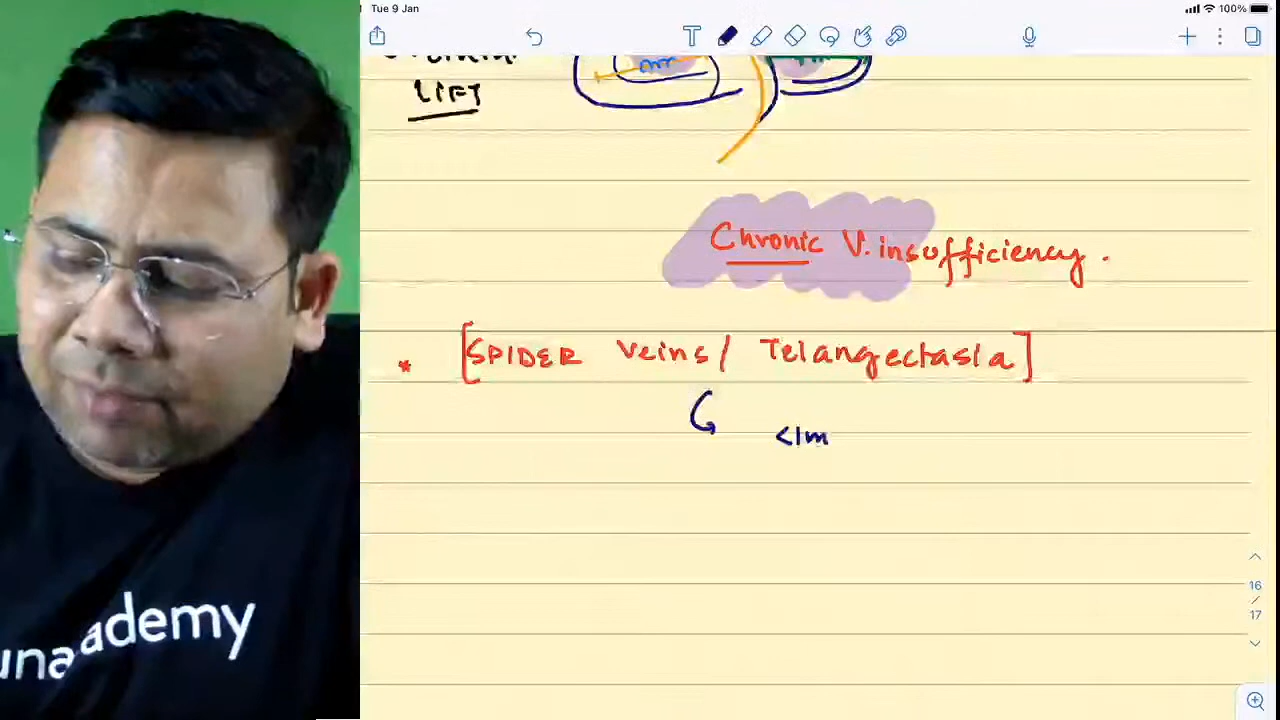 Tue 9 Jan
100%
LIFT
Chronic V. insufficiency.
* [SPIDER Veins / Telangectasia]
<1m
unacademy
16
/
17